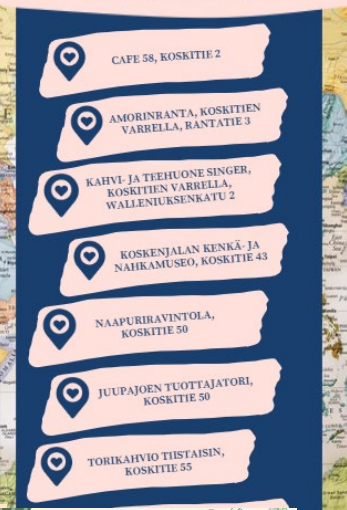 CAFE 58, KOSKITIE 2
AMORINRANTA, KOSKITIEN
VARRELLA, RANTATIE 3
KAHVI- JA TEEHUONE SINGER,
KOSKITIEN VARRELLA,
WALLENIUKSENKATU 2
KOSKENJALAN KENKÄ- JA
NAHKAMUSEO, KOSKITIE 43
NAAPURIRAVINTOLA,
KOSKITIE 50
JUUPAJOEN TUOTTAJATORI,
KOSKITIE 50
TORIKAHVIO TIISTAISIN,
KOSKITIE 55